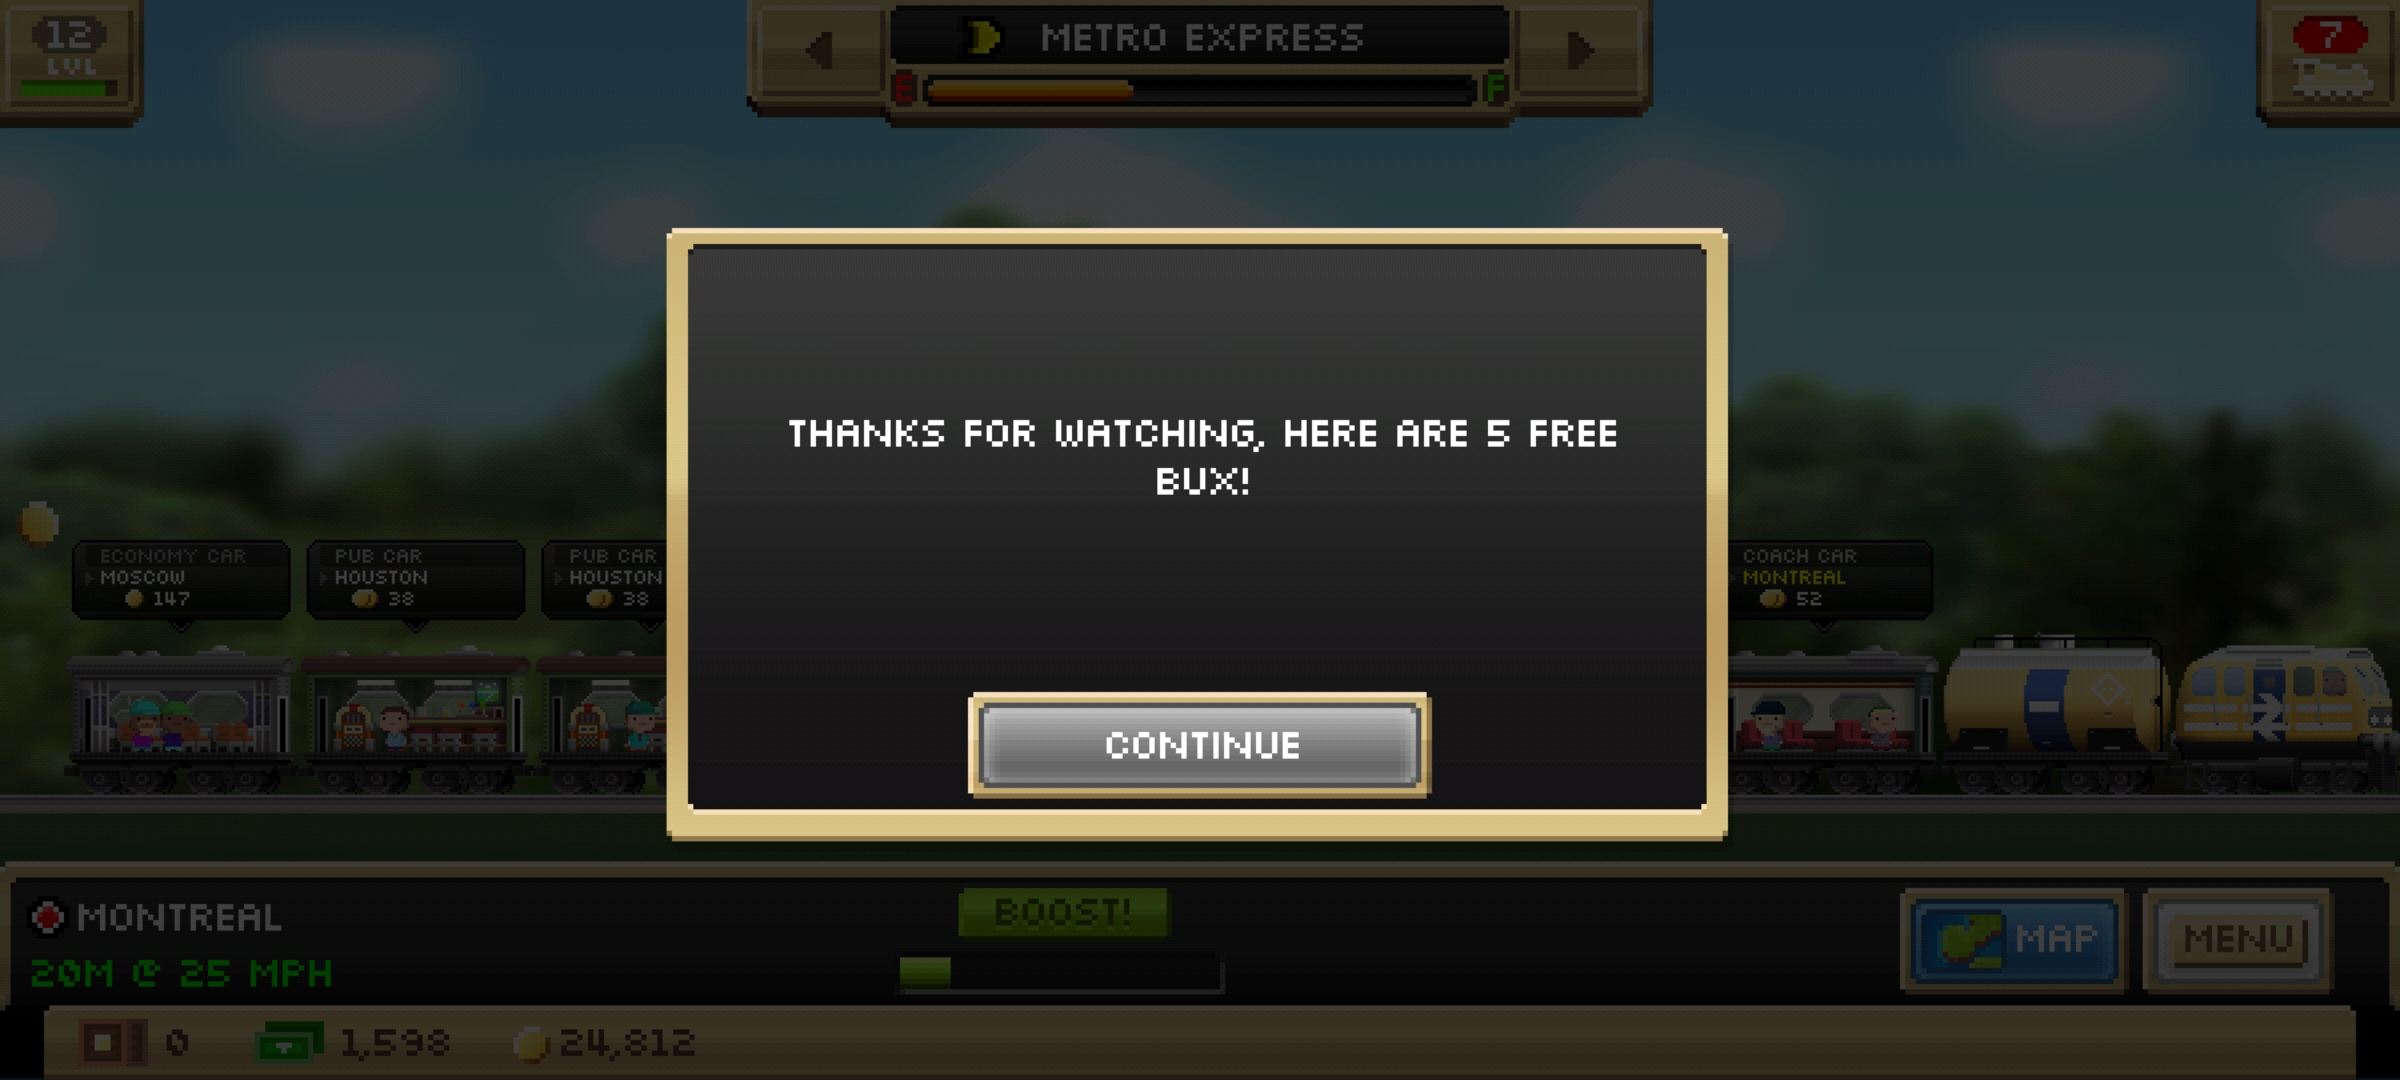 12
LVL
METRO EXPRESS
E
F
7
THANKS FOR WATCHING, HERE ARE 5 FREE
BUX!
CONTINUE
ECONOMY CAR
MOSCOW
147
PUB CAR
HOUSTON
38
PUB CAR
HOUSTON
38
COACH CAR
MONTREAL
52
MONTREAL
20M @ 25 MPH
BOOST!
MAP
MENU
0
1,598
24,812